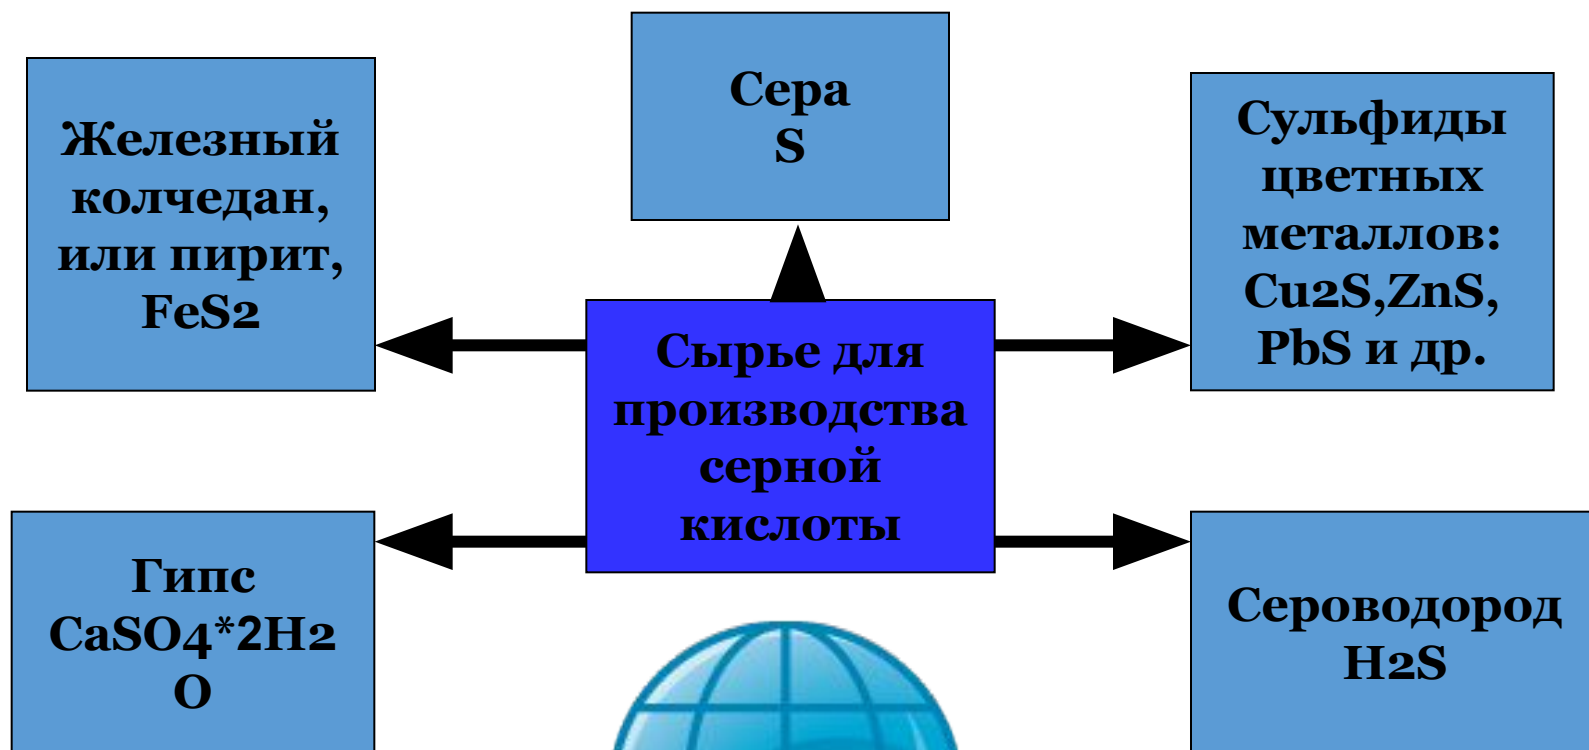 Сера
S
Железный
колчедан,
или пирит,
FeS2
Сульфиды
цветных
металлов:
Cu2S,ZnS,
PbS и др.
Сырье для
производства
серной
кислоты
Гипс
CaSO4*2H2
O
Сероводород
H2S